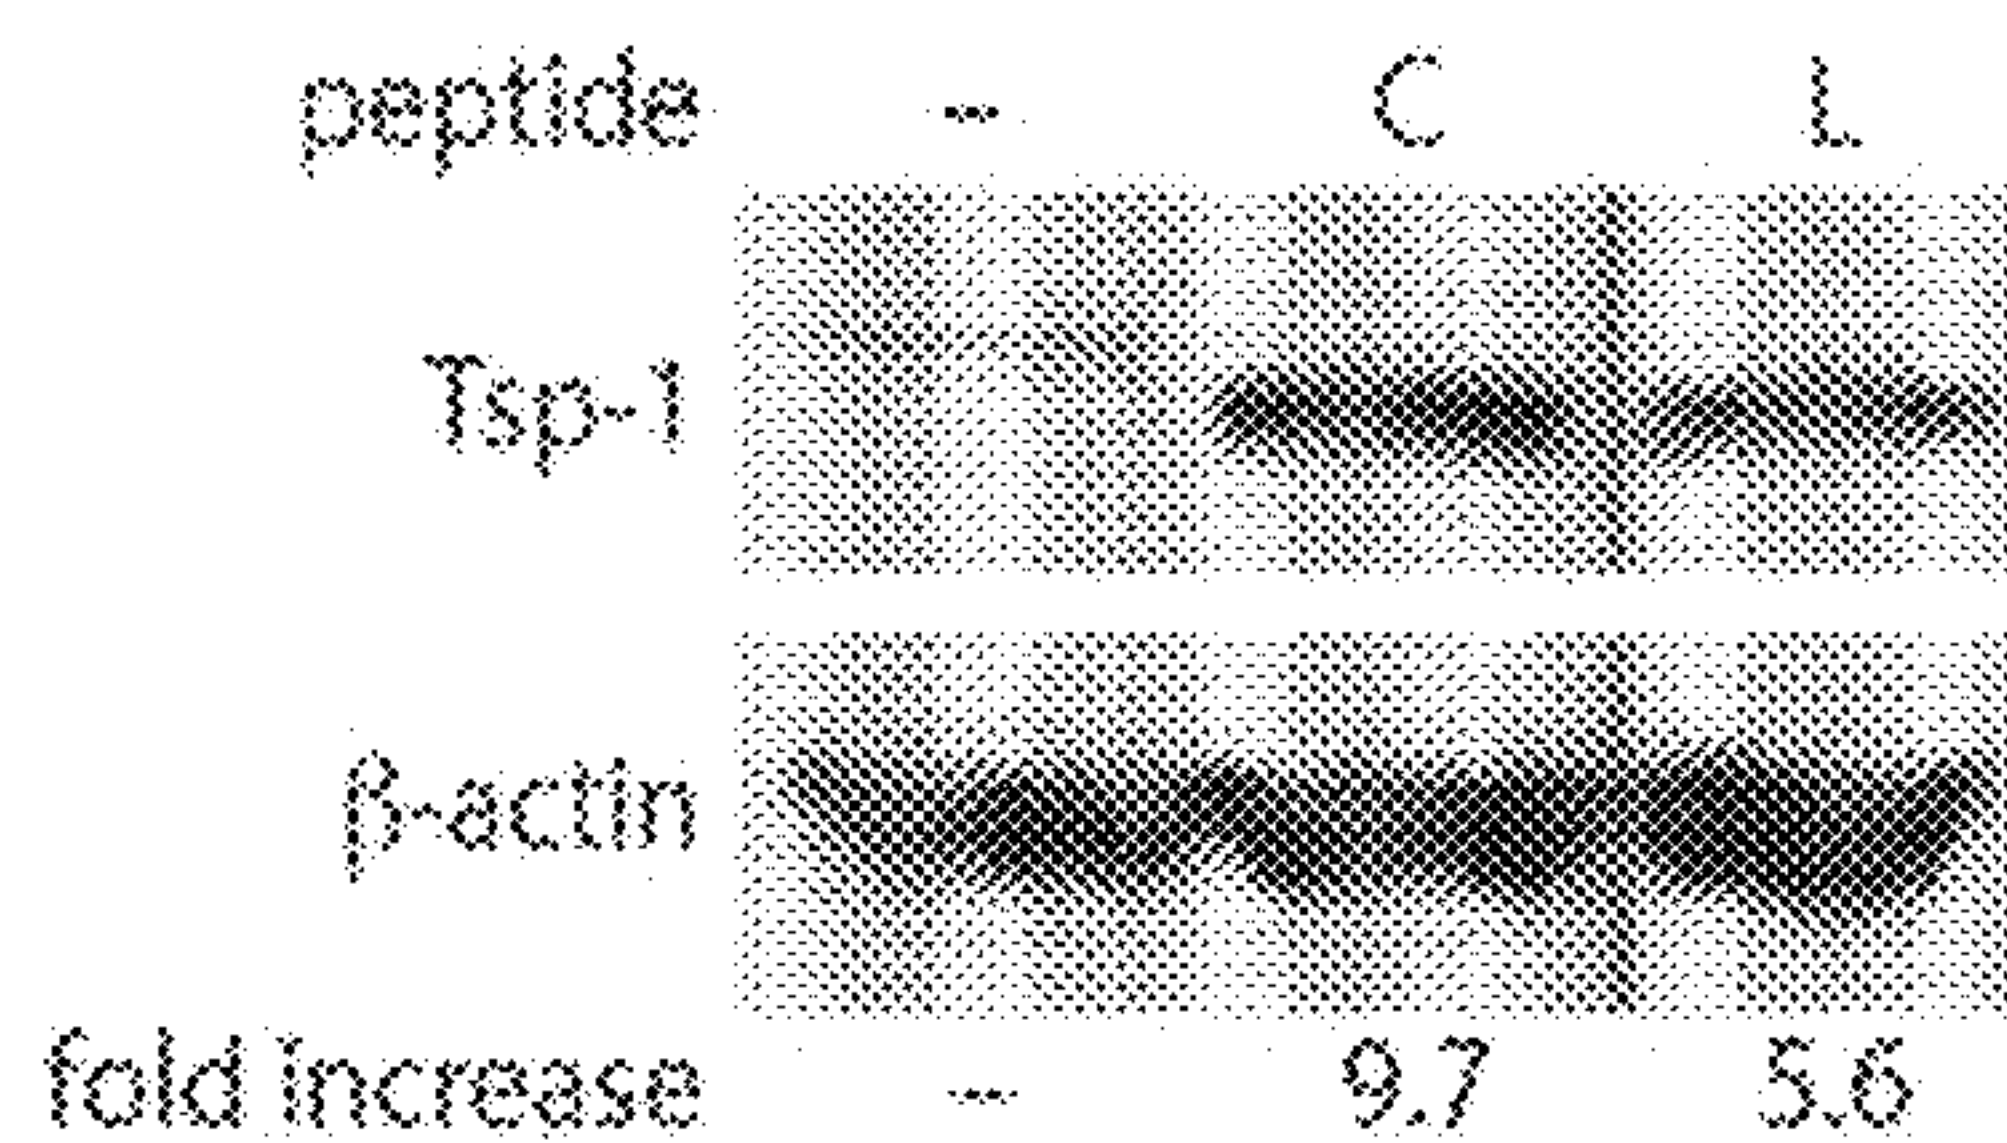 peptide - C L
Tsp-1
β-actin
fold increase - 9.7 5.6